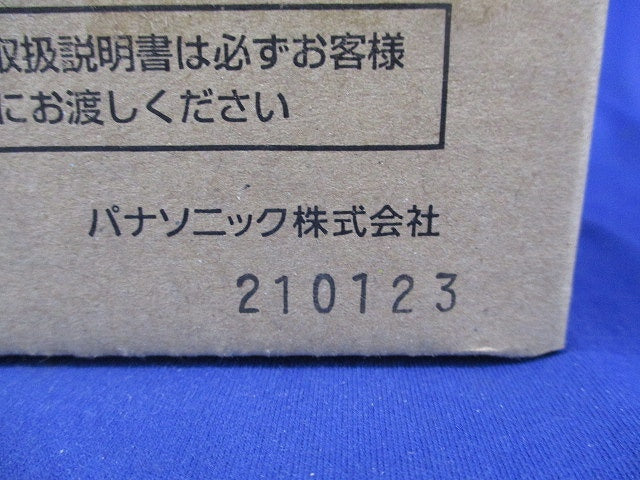 取扱説明書は必ずお客様
にお渡しください
パナソニック株式会社
210123